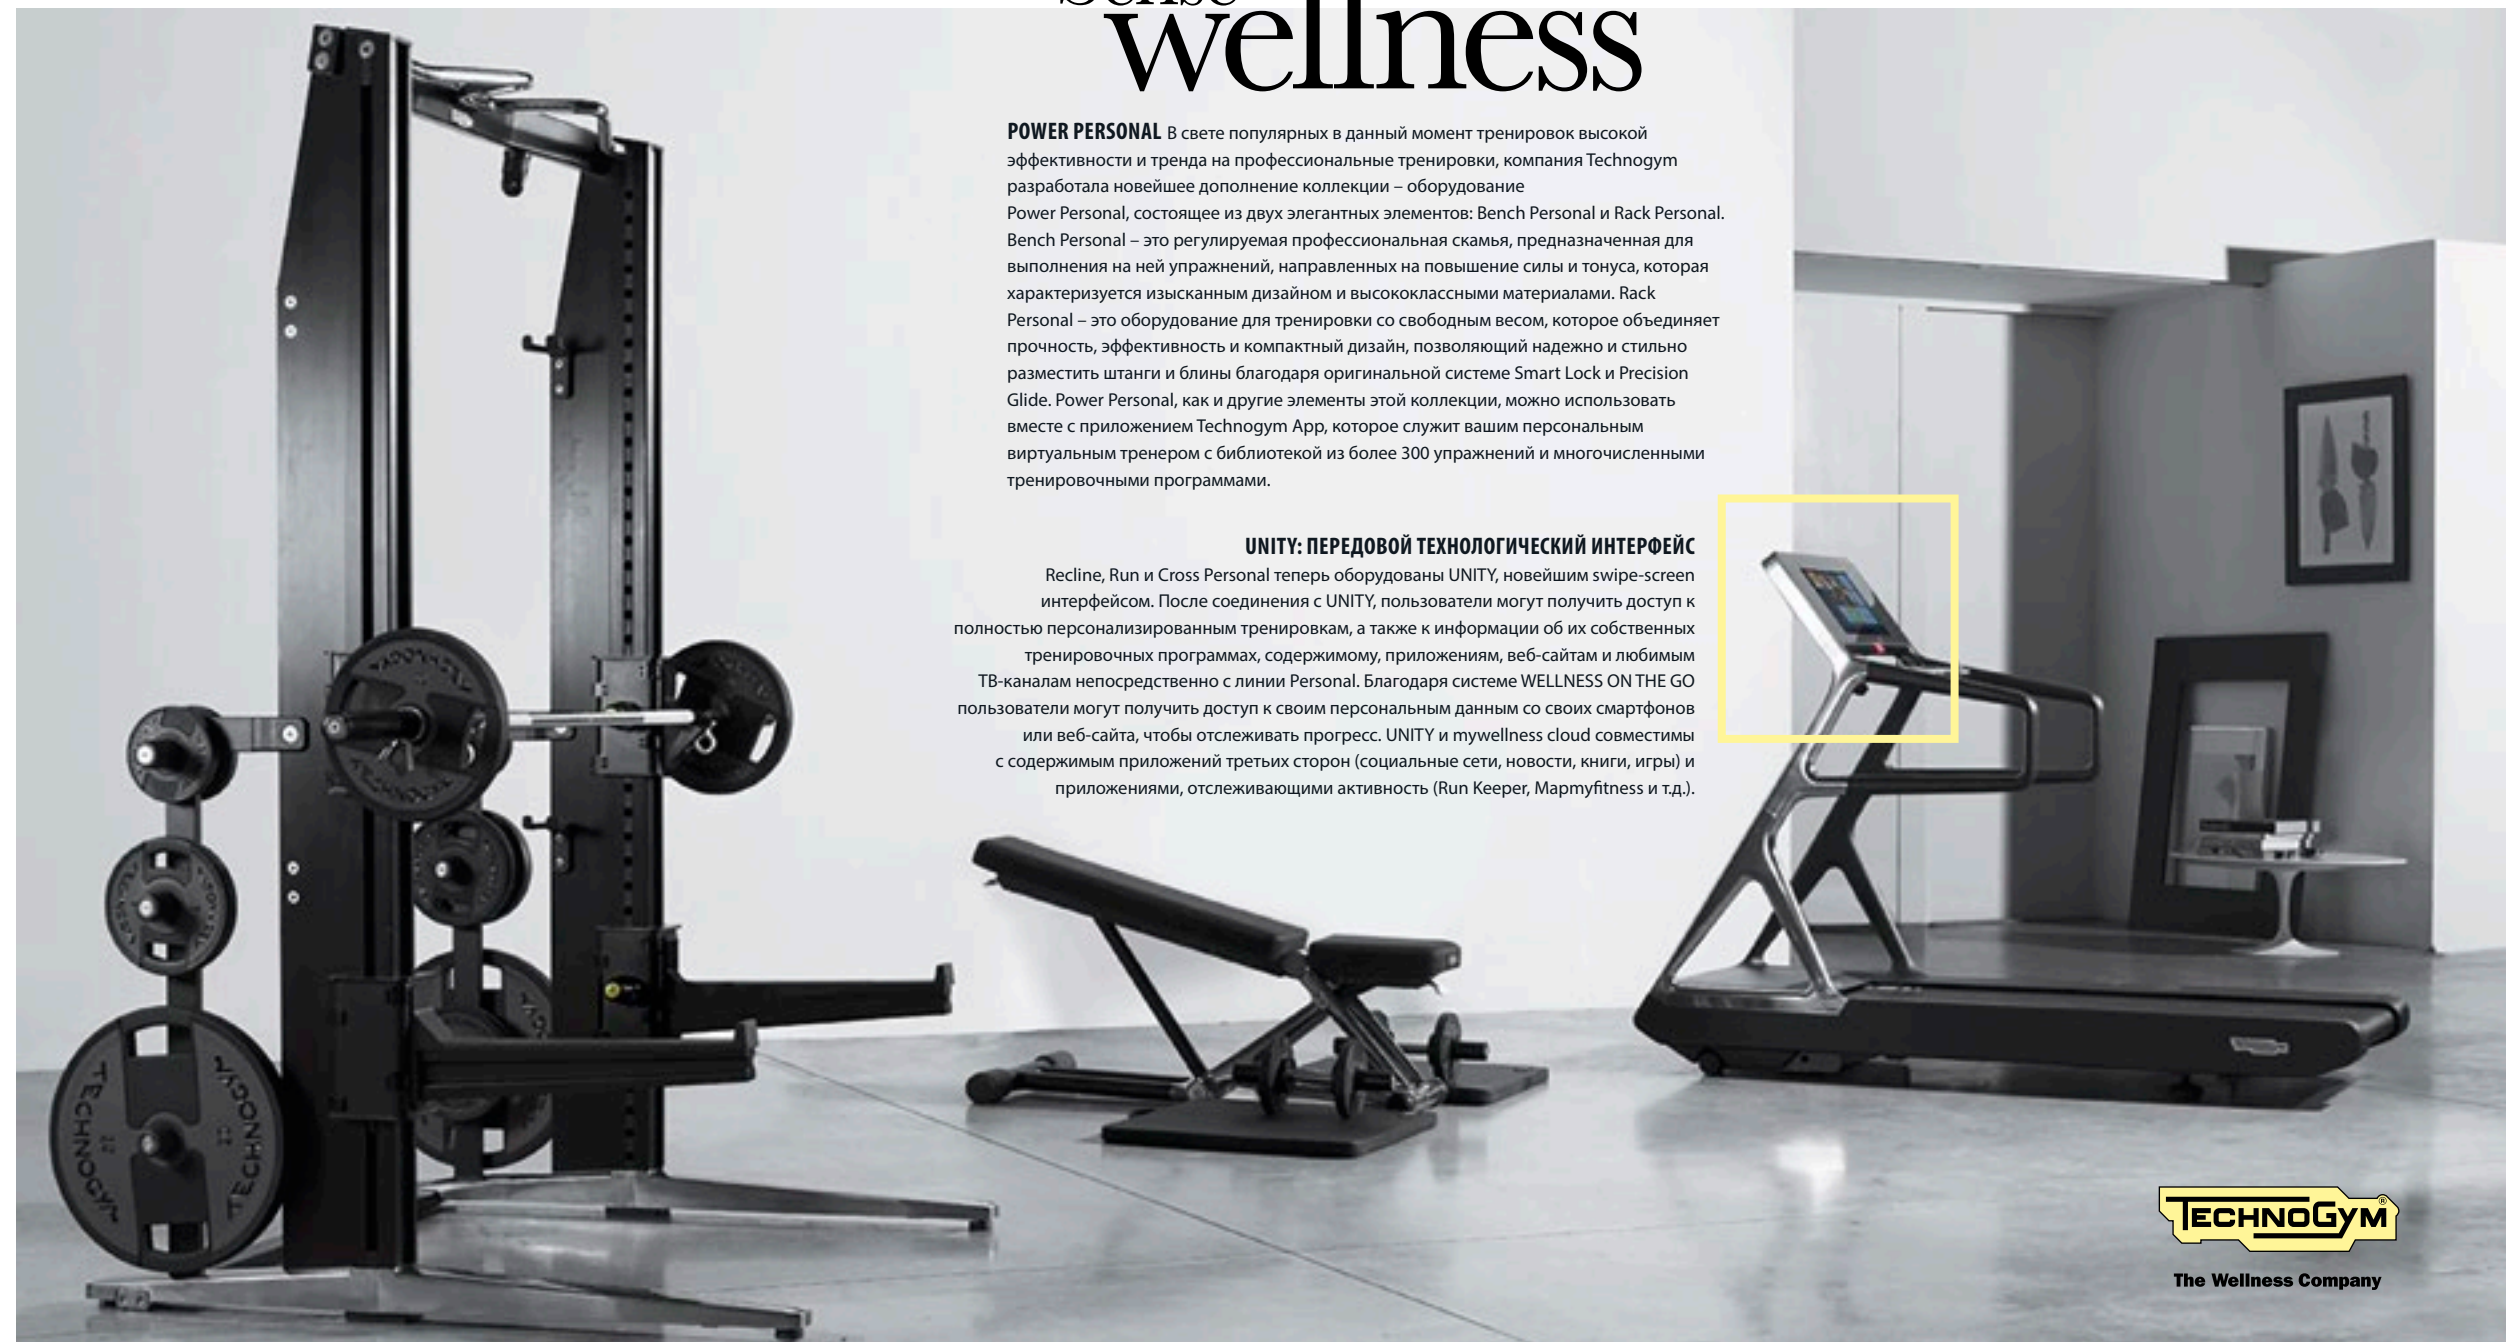 Sense
wellness
POWER PERSONAL В свете популярных в данный момент тренировок высокой
эффективности и тренда на профессиональные тренировки, компания Technogym
разработала новейшее дополнение коллекции – оборудование
Power Personal, состоящее из двух элегантных элементов: Bench Personal и Rack Personal.
Bench Personal – это регулируемая профессиональная скамья, предназначенная для
выполнения на ней упражнений, направленных на повышение силы и тонуса, которая
характеризуется изысканным дизайном и высококлассными материалами. Rack
Personal – это оборудование для тренировки со свободным весом, которое объединяет
прочность, эффективность и компактный дизайн, позволяющий надежно и стильно
разместить штанги и блины благодаря оригинальной системе Smart Lock и Precision
Glide. Power Personal, как и другие элементы этой коллекции, можно использовать
вместе с приложением Technogym App, которое служит вашим персональным
виртуальным тренером с библиотекой из более 300 упражнений и многочисленными
тренировочными программами.
UNITY: ПЕРЕДОВОЙ ТЕХНОЛОГИЧЕСКИЙ ИНТЕРФЕЙС
Recline, Run и Cross Personal теперь оборудованы UNITY, новейшим swipe-screen
интерфейсом. После соединения с UNITY, пользователи могут получить доступ к
полностью персонализированным тренировкам, а также к информации об их собственных
тренировочных программах, содержимому, приложениям, веб-сайтам и любимым
ТВ-каналам непосредственно с линии Personal. Благодаря системе WELLNESS ON THE GO
пользователи могут получить доступ к своим персональным данным со своих смартфонов
или веб-сайта, чтобы отслеживать прогресс. UNITY и mywellness cloud совместимы
с содержимым приложений третьих сторон (социальные сети, новости, книги, игры) и
приложениями, отслеживающими активность (Run Keeper, Mapmyfitness и т.д.).
TECHNOGYM
TECHNOGYM
TECHNOGYM
TECHNOGYM
TECHNOGYM®
The Wellness Company